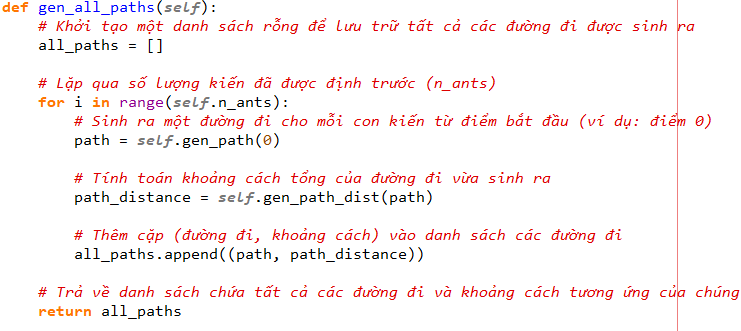 def gen_all_paths(self):
    # Khởi tạo một danh sách rỗng để lưu trữ tất cả các đường đi được sinh ra
    all_paths = []

    # Lặp qua số lượng kiến đã được định trước (n_ants)
    for i in range(self.n_ants):
        # Sinh ra một đường đi cho mỗi con kiến từ điểm bắt đầu (ví dụ: điểm 0)
        path = self.gen_path(0)

        # Tính toán khoảng cách tổng của đường đi vừa sinh ra
        path_distance = self.gen_path_dist(path)

        # Thêm cặp (đường đi, khoảng cách) vào danh sách các đường đi
        all_paths.append((path, path_distance))

    # Trả về danh sách chứa tất cả các đường đi và khoảng cách tương ứng của chúng
    return all_paths